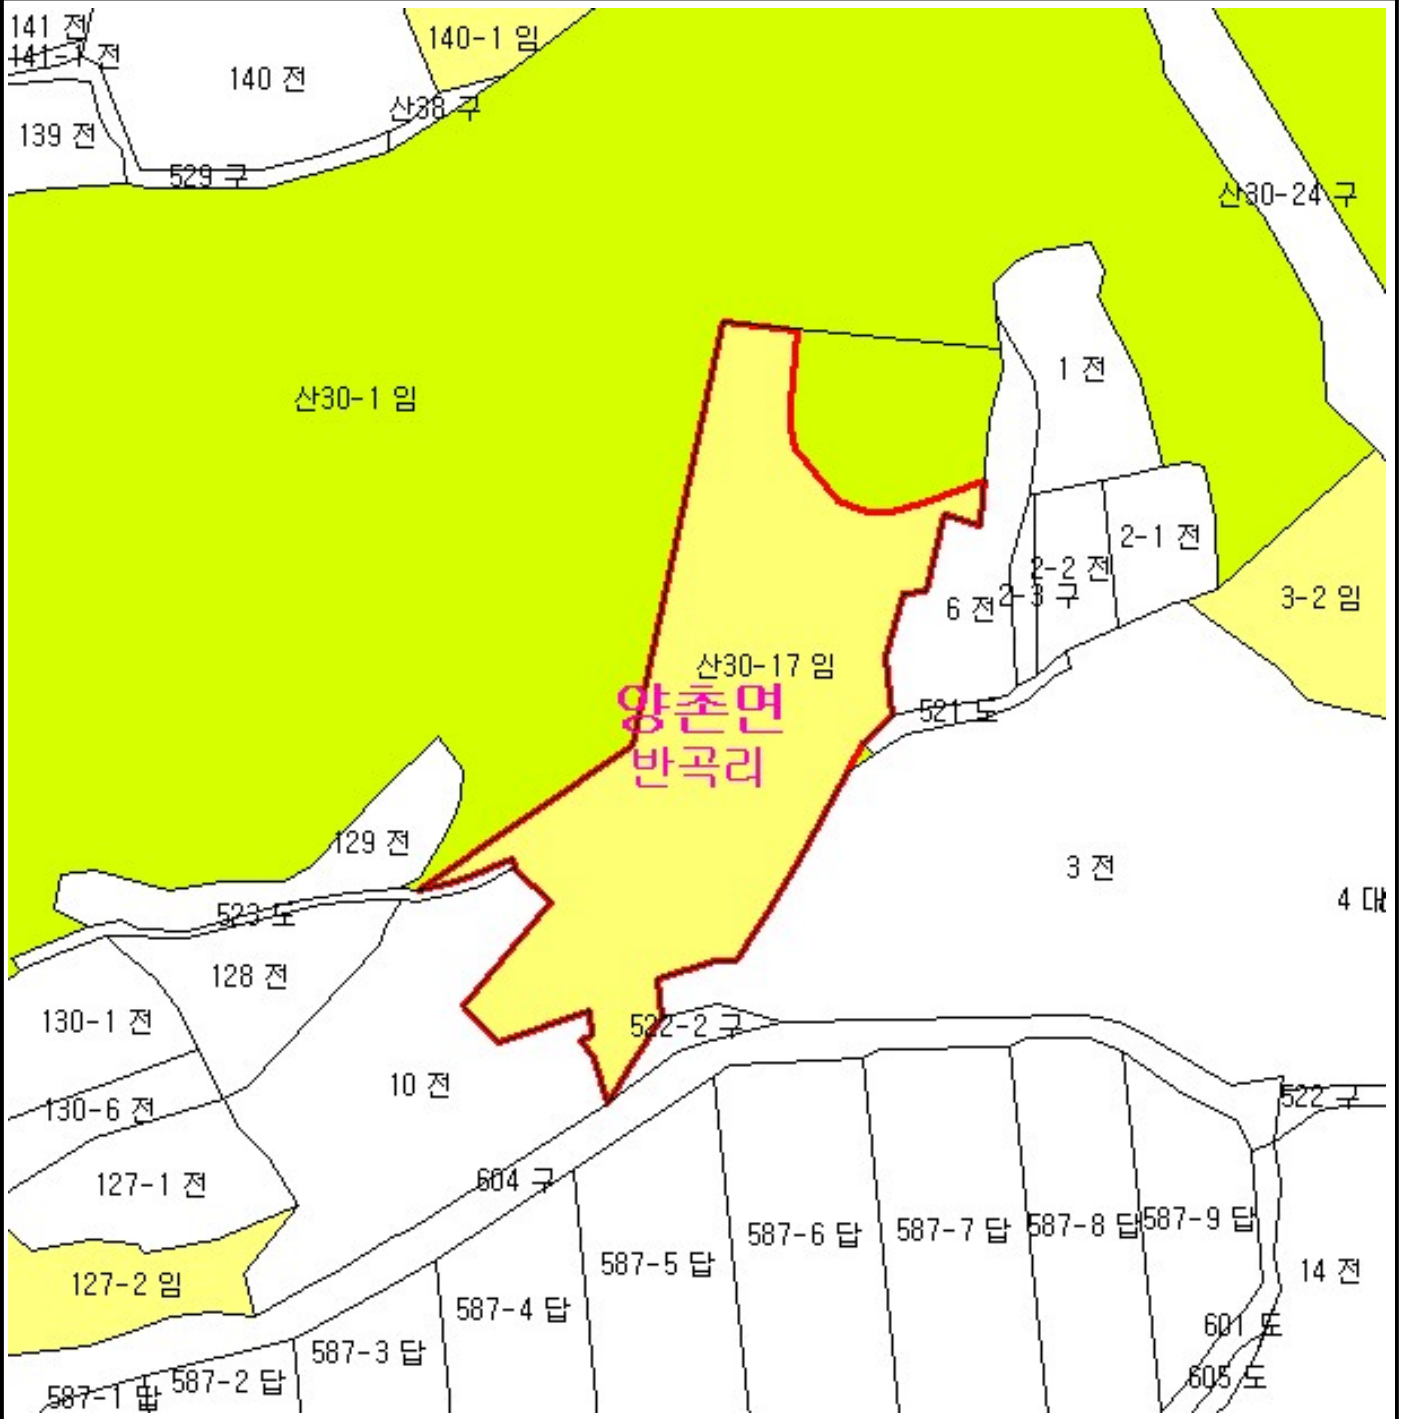 141 전
140-1 임
141-1 전
140 전
산38 구
139 전
529 구
산30-24 구
1 전
산30-1 임
2-1 전
2-2 전
2-3 구
3-2 임
6 전
산30-17 임
양촌면
521 도
반곡리
129 전
3 전
4 대
523 도
128 전
130-1 전
522-2 구
10 전
522 구
130-6 전
127-1 전
604 구
587-9 답
587-8 답
587-7 답
587-6 답
587-5 답
14 전
127-2 임
587-4 답
601 도
587-3 답
605 도
587-2 답
587-1 답